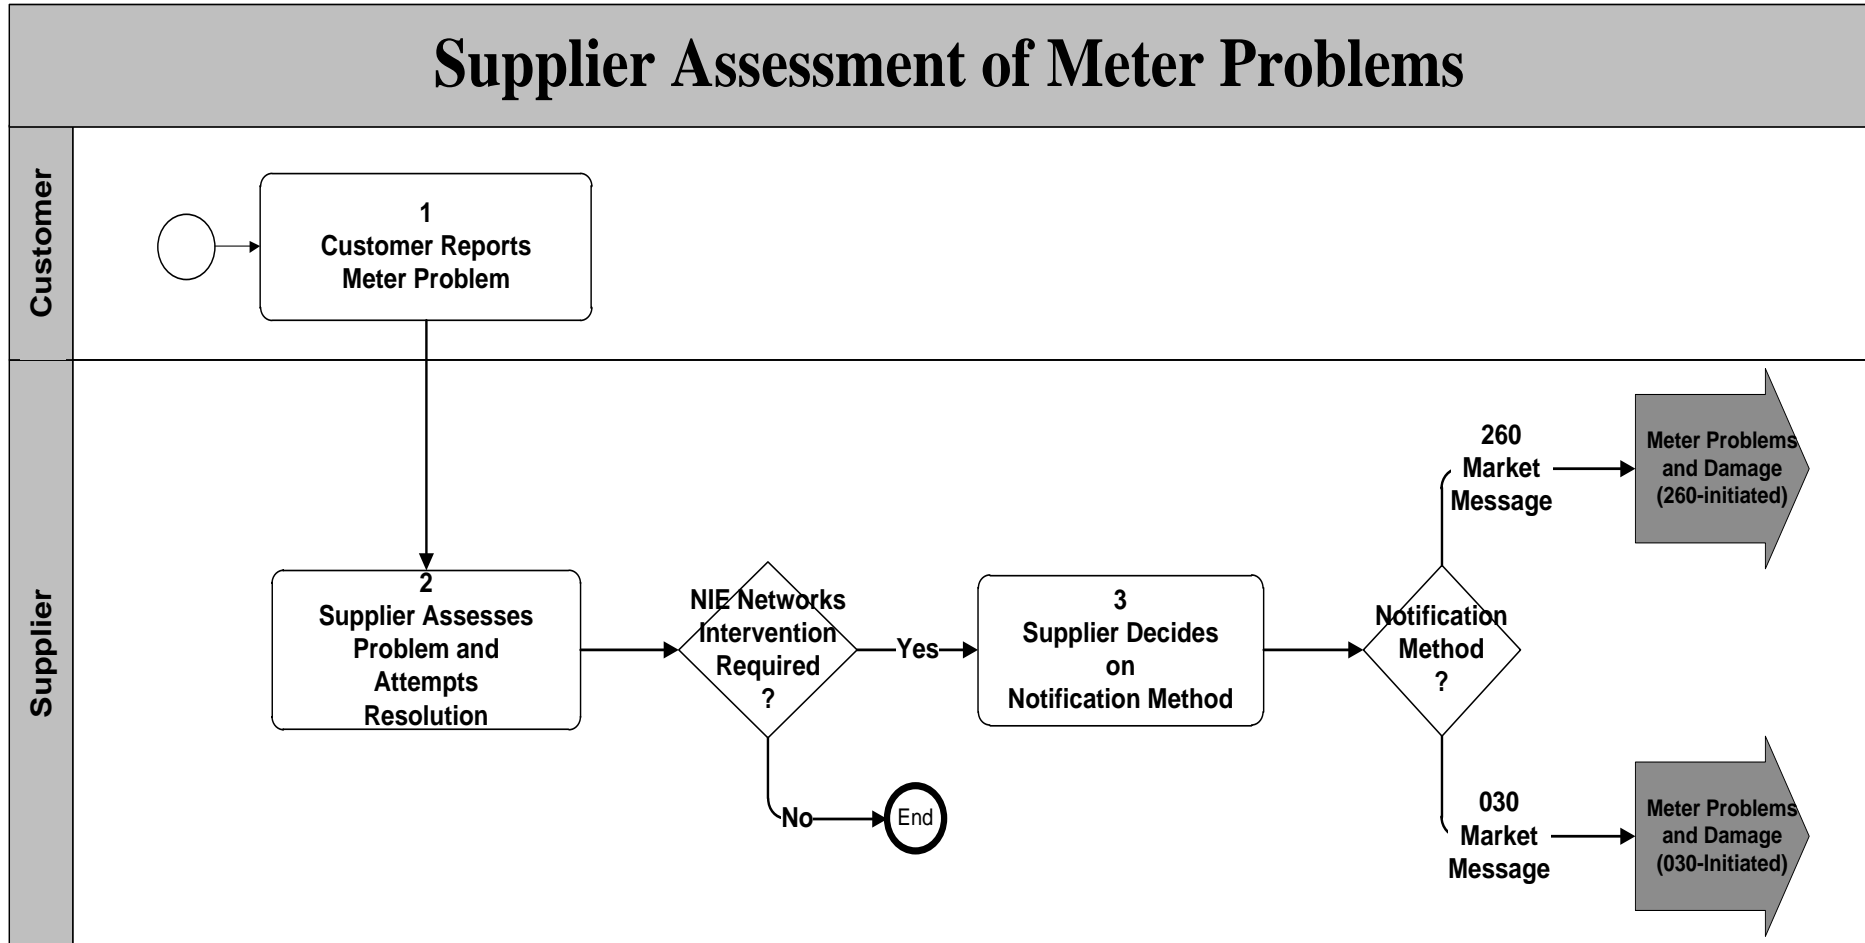 Supplier Assessment of Meter Problems
Customer
1
Customer Reports
Meter Problem
Supplier
2
Supplier Assesses
Problem and
Attempts
Resolution
NIE Networks
Intervention
Required
?
Yes
No
End
3
Supplier Decides
on
Notification Method
Notification
Method
?
260
Market
Message
Meter Problems
and Damage
(260-initiated)
030
Market
Message
Meter Problems
and Damage
(030-Initiated)